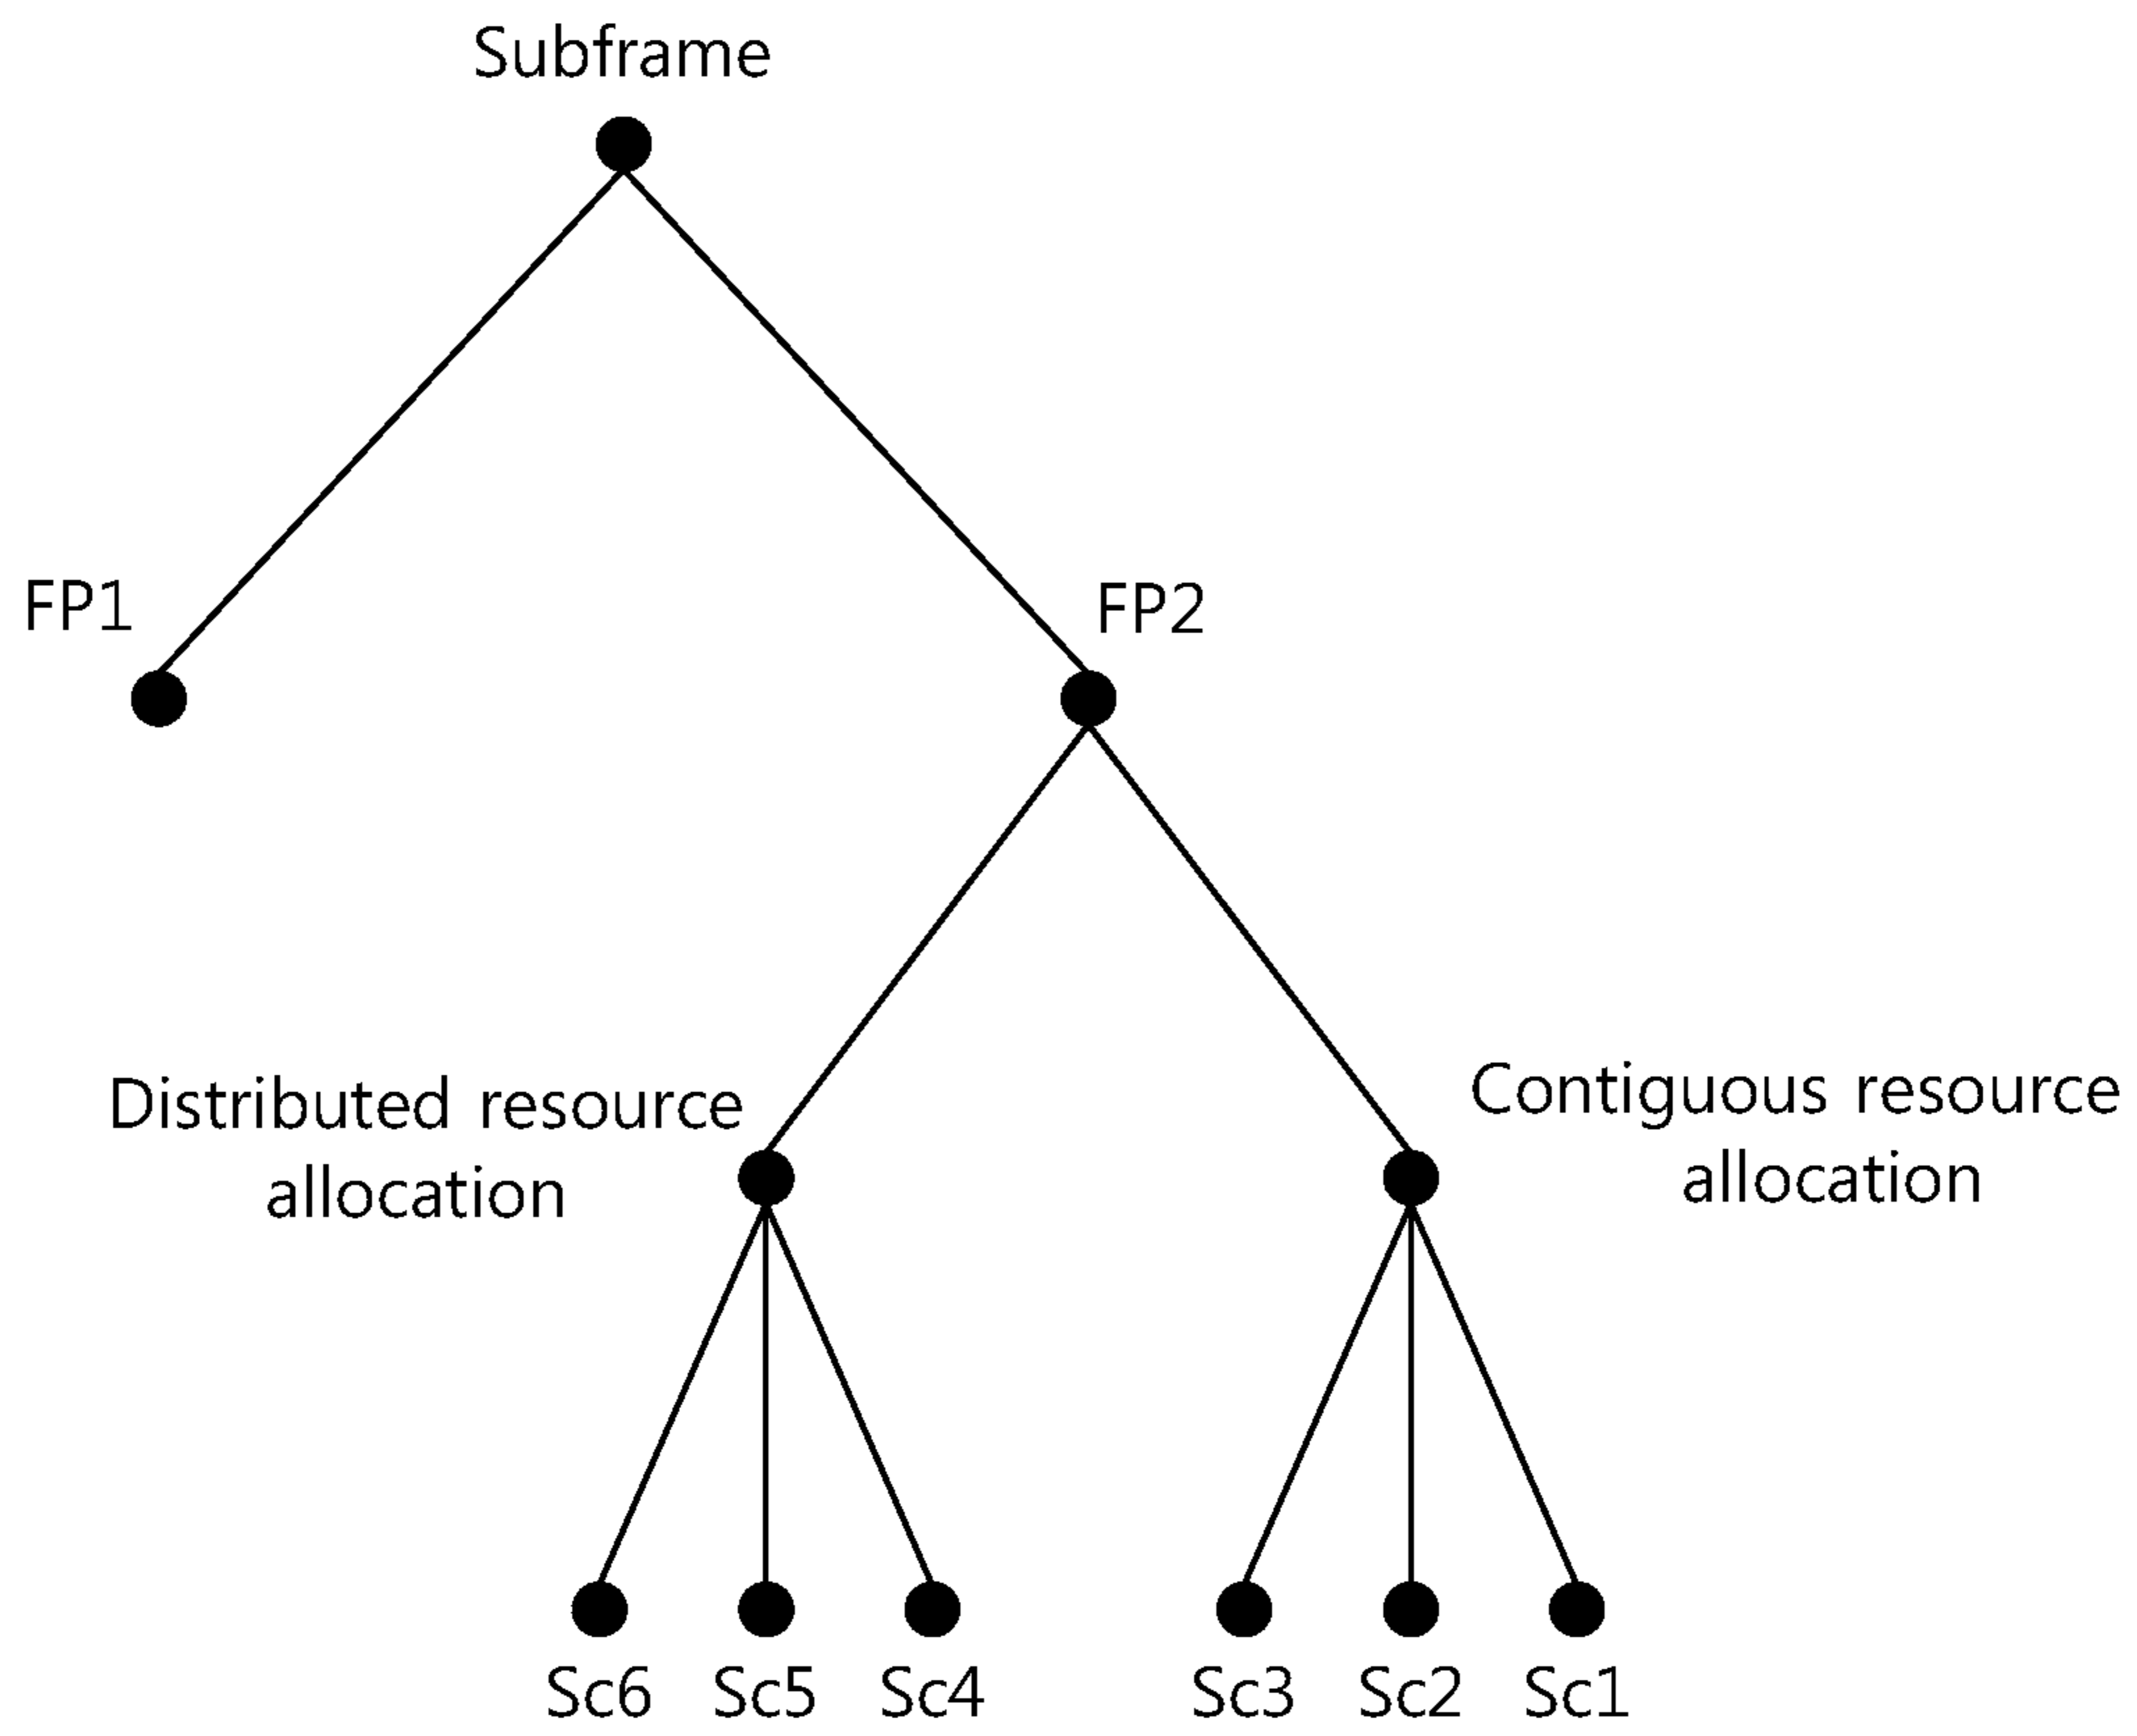 Subframe
FP1
FP2
Distributed resource
allocation
Contiguous resource
allocation
Sc6 Sc5 Sc4 Sc3 Sc2 Sc1